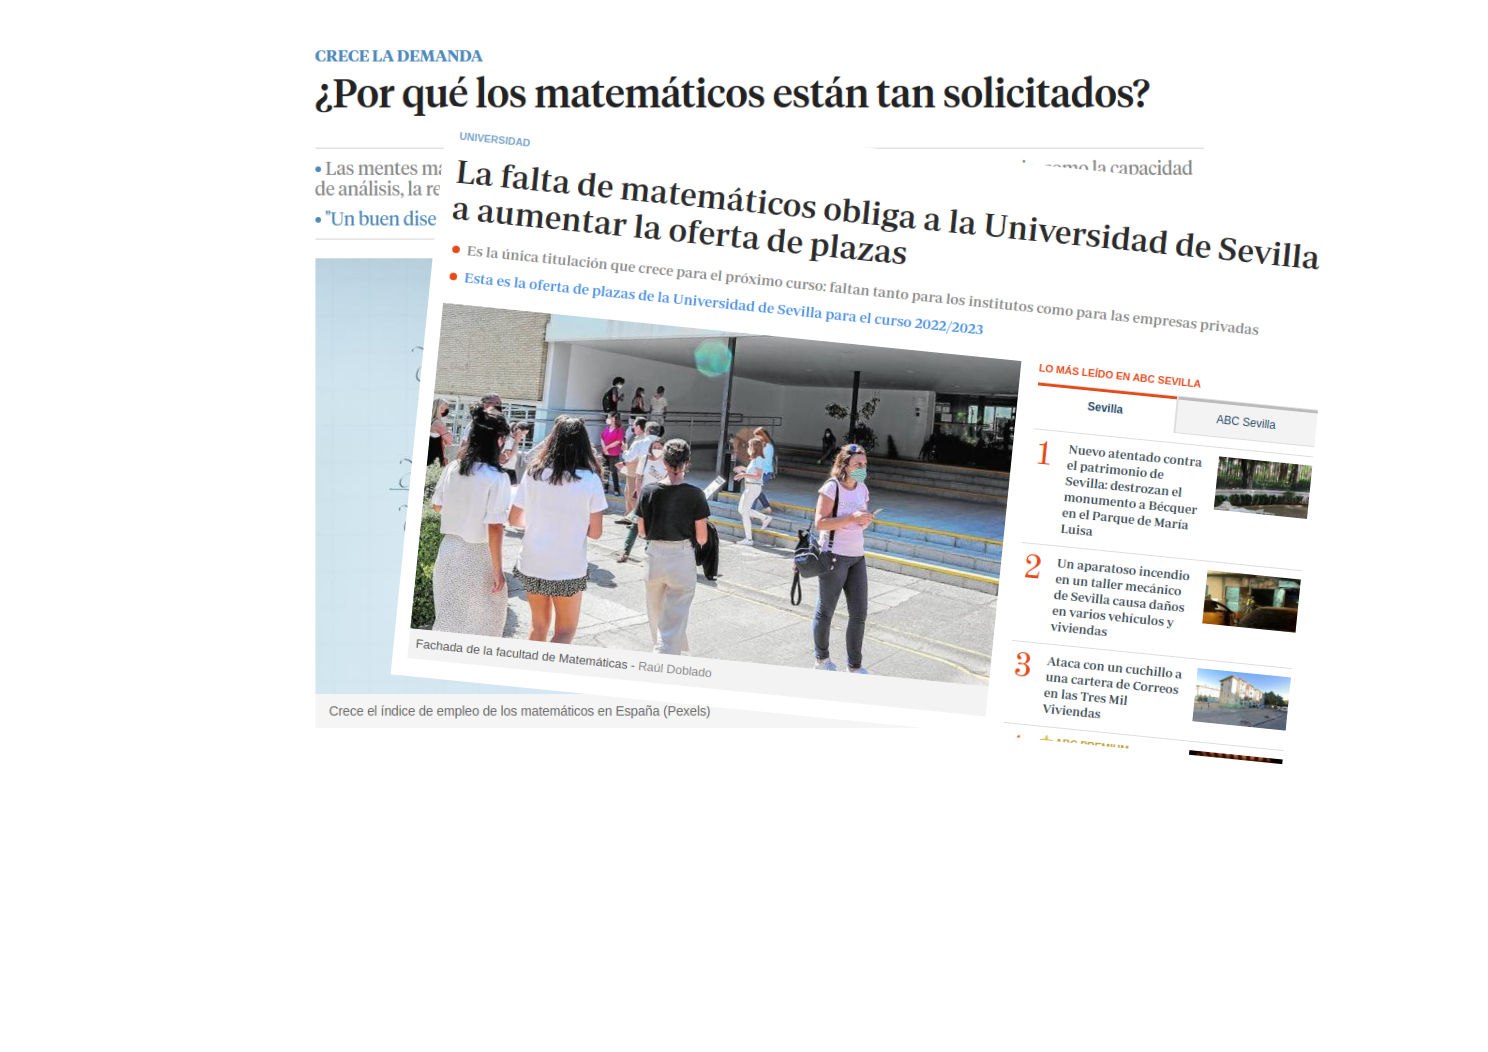 CRECE LA DEMANDA
¿Por qué los matemáticos están tan solicitados?
• Las mentes
como la capacidad
de análisis, la
• "Un buen
UNIVERSIDAD
La falta de matemáticos obliga a la Universidad de Sevilla
a aumentar la oferta de plazas
Es la única titulación que crece para el próximo curso: faltan tanto para los institutos como para las empresas privadas
Esta es la oferta de plazas de la Universidad de Sevilla para el curso 2022/2023
Fachada de la facultad de Matemáticas - Raúl Doblado
LO MÁS LEÍDO EN ABC SEVILLA
Sevilla
ABC Sevilla
1
Nuevo atentado contra
el patrimonio de
Sevilla: destrozan el
monumento a Bécquer
en el Parque de María
Luisa
2
Un aparatoso incendio
en un taller mecánico
de Sevilla causa daños
en varios vehículos y
viviendas
3
Ataca con un cuchillo a
una cartera de Correos
en las Tres Mil
Viviendas
ABC PREMIUM
Crece el índice de empleo de los matemáticos en España (Pexels)